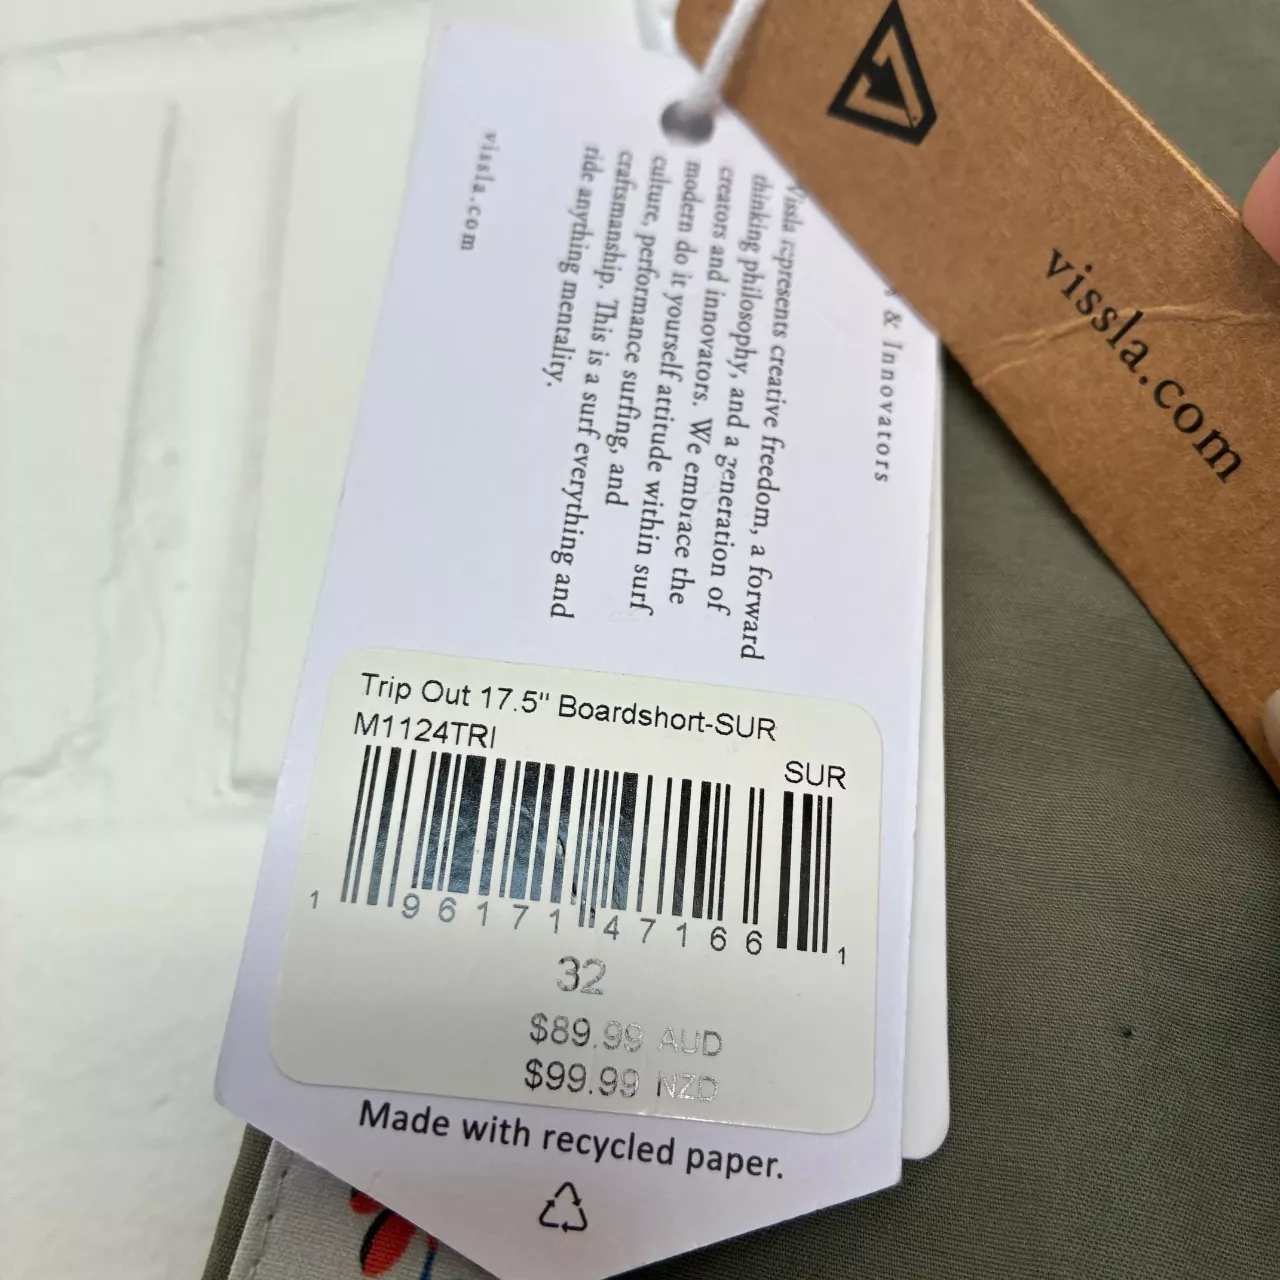 vissla.com
& Innovators
Vissla represents creative freedom, a forward
thinking philosophy, and a generation of
creators and innovators. We embrace the
modern do it yourself attitude within surf
culture, performance surfing, and
craftsmanship. This is a surf everything and
ride anything mentality.
vissla.com
Trip Out 17.5" Boardshort-SUR
M1124TRI
SUR
1 96171 47166 1
32
$89.99 AUD
$99.99 NZD
Made with recycled paper.